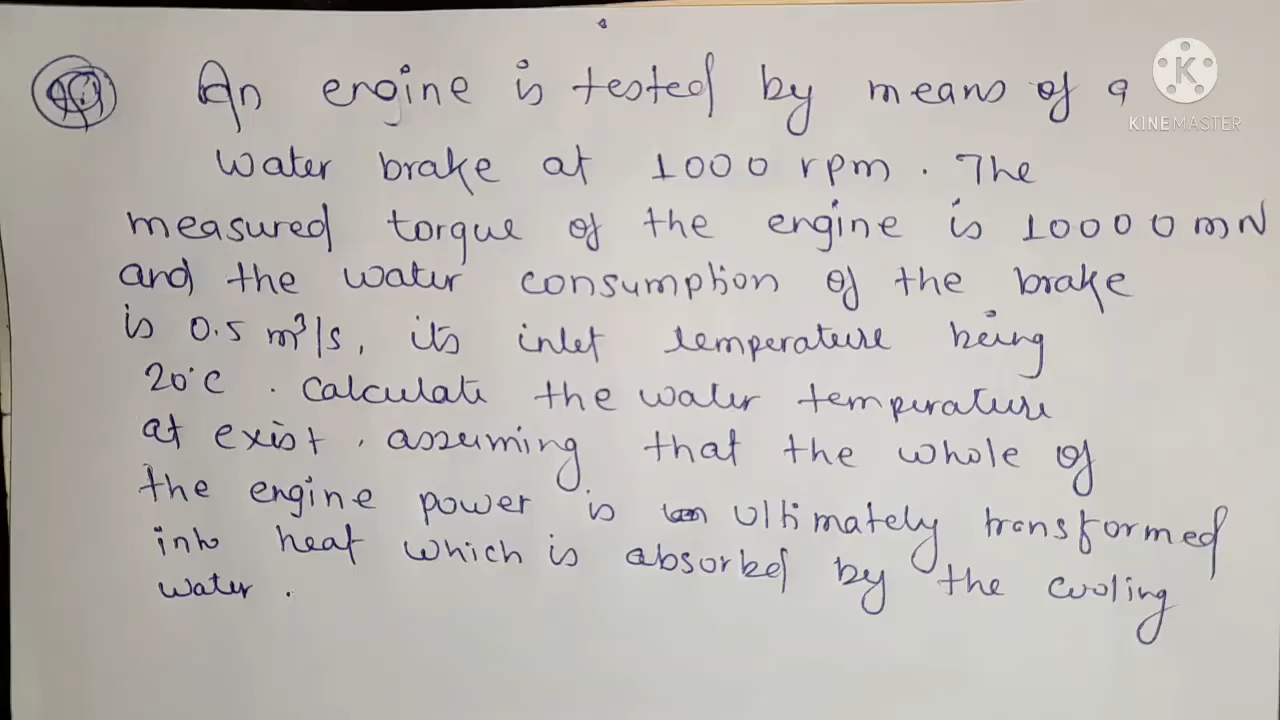 An engine is tested by means of a
water brake at 1000 rpm. The
measured torque of the engine is 10000 mN
and the water consumption of the brake
is 0.5 m³/s, its inlet temperature being
20°C. Calculate the water temperature
at exist, assuming that the whole of
the engine power is ultimately transformed
into heat which is absorbed by the cooling
water.
KINEMASTER